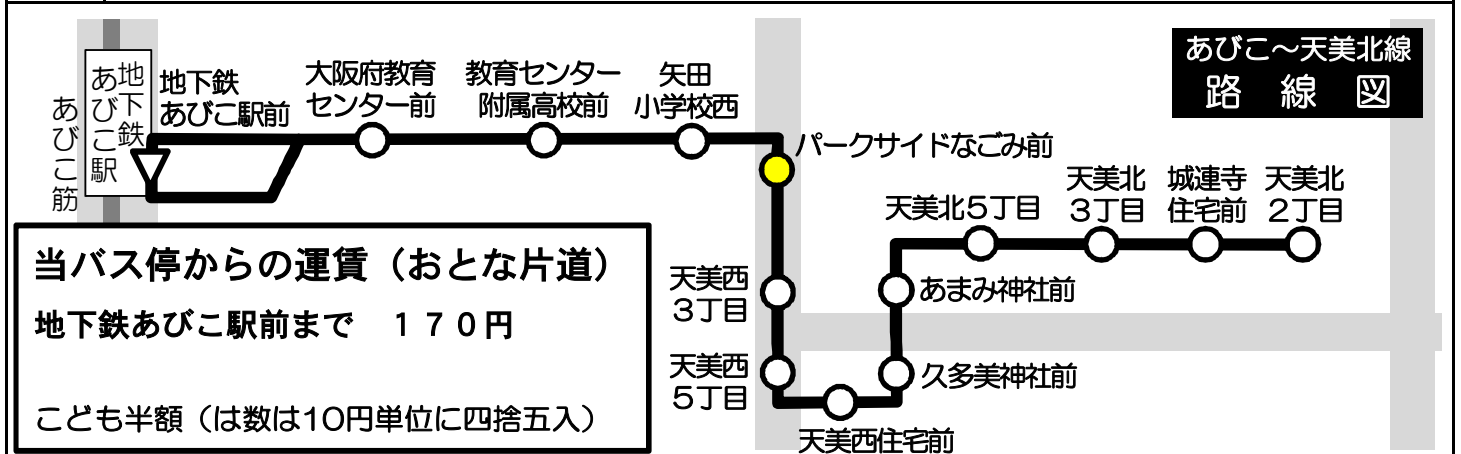 あびこ～天美北線
路線図
あびこ筋
地下鉄
あびこ駅
地下鉄
あびこ駅前
大阪府教育
センター前
教育センター
附属高校前
矢田
小学校西
パークサイドなごみ前
天美西
３丁目
天美西
５丁目
天美西住宅前
久多美神社前
あまみ神社前
天美北５丁目
天美北
３丁目
城連寺
住宅前
天美北
２丁目
当バス停からの運賃（おとな片道）
地下鉄あびこ駅前まで　１７０円
こども半額（は数は10円単位に四捨五入）